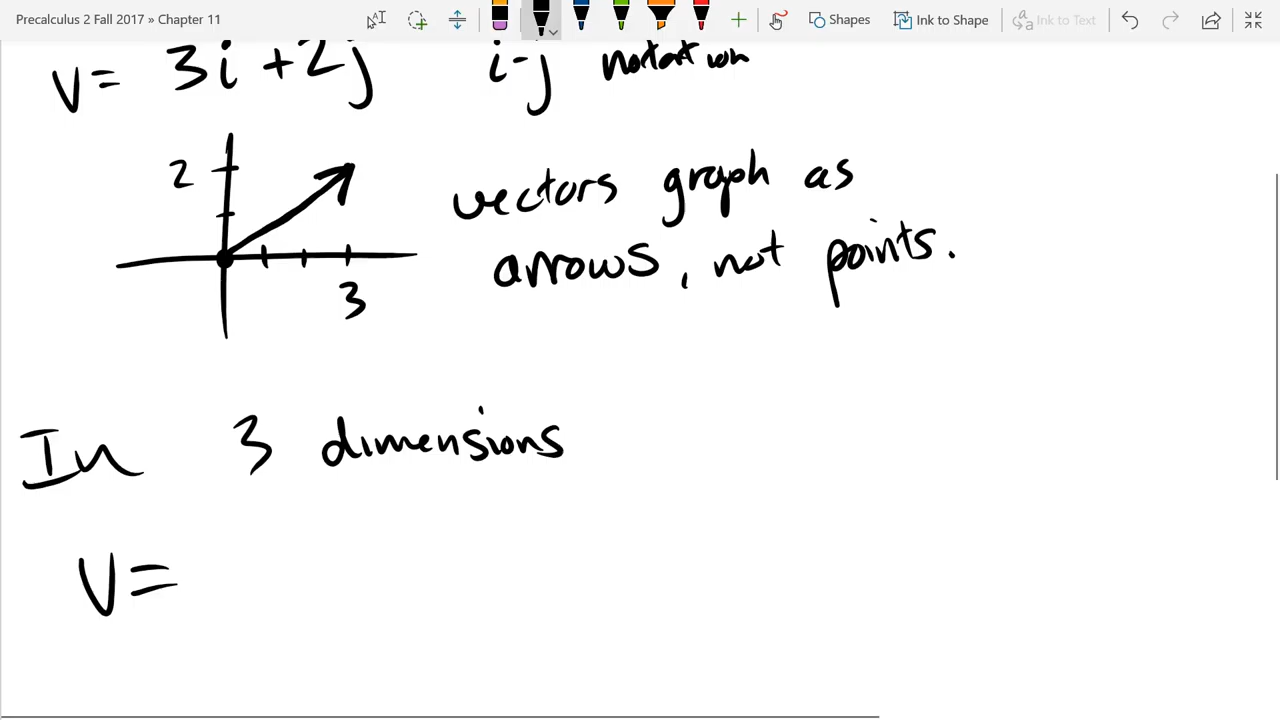 Precalculus 2 Fall 2017 » Chapter 11
Shapes
Ink to Shape
Ink to Text
v= 3i+2j i-j notation
2
3
vectors graph as
arrows, not points.
In 3 dimensions
v=